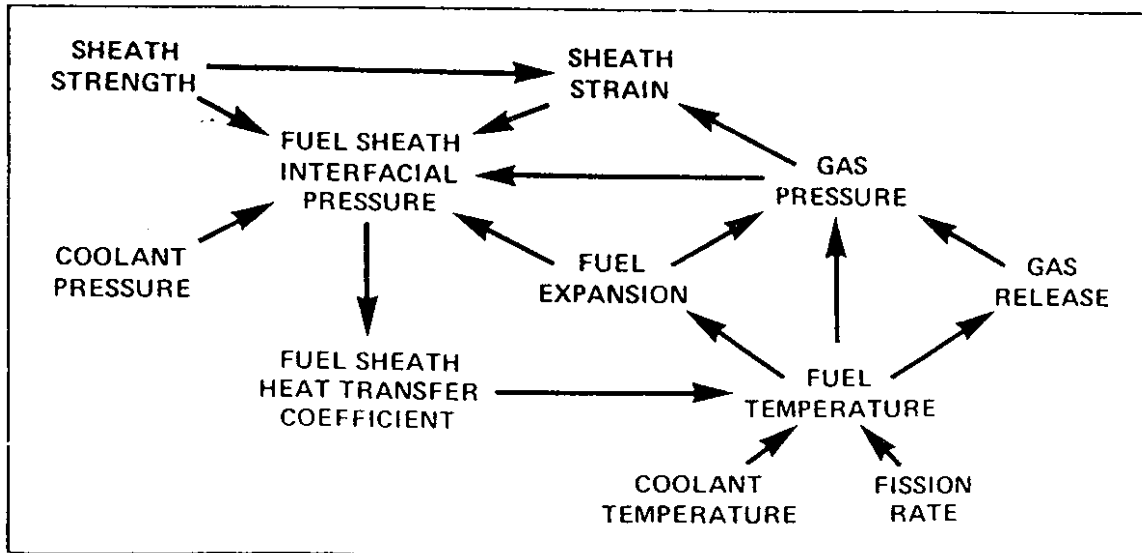 SHEATH
STRENGTH
SHEATH
STRAIN
FUEL SHEATH
INTERFACIAL
PRESSURE
GAS
PRESSURE
COOLANT
PRESSURE
FUEL
EXPANSION
GAS
RELEASE
FUEL SHEATH
HEAT TRANSFER
COEFFICIENT
FUEL
TEMPERATURE
COOLANT
TEMPERATURE
FISSION
RATE